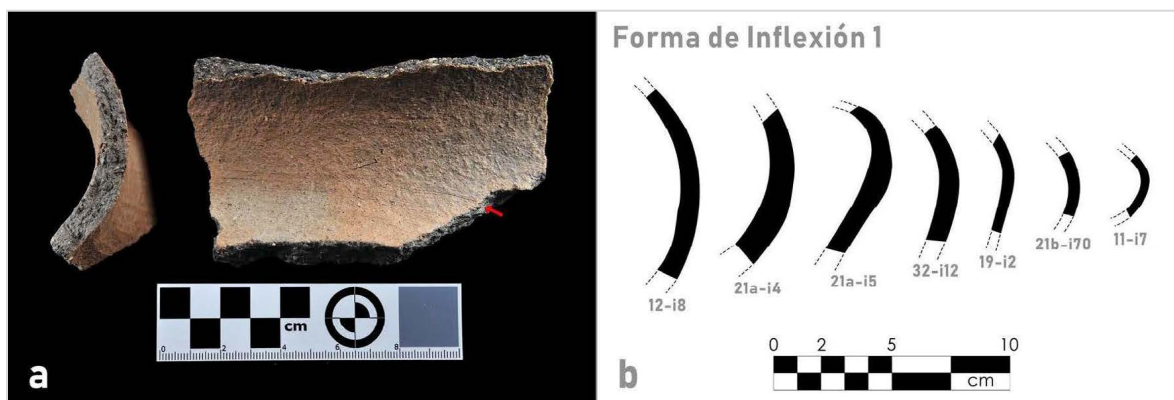 cm
0 2 4 6 8
a
Forma de Inflexión 1
12-i8
21a-i4
21a-i5
32-i12
19-i2
21b-i70
11-i7
0 2 5 10
cm
b